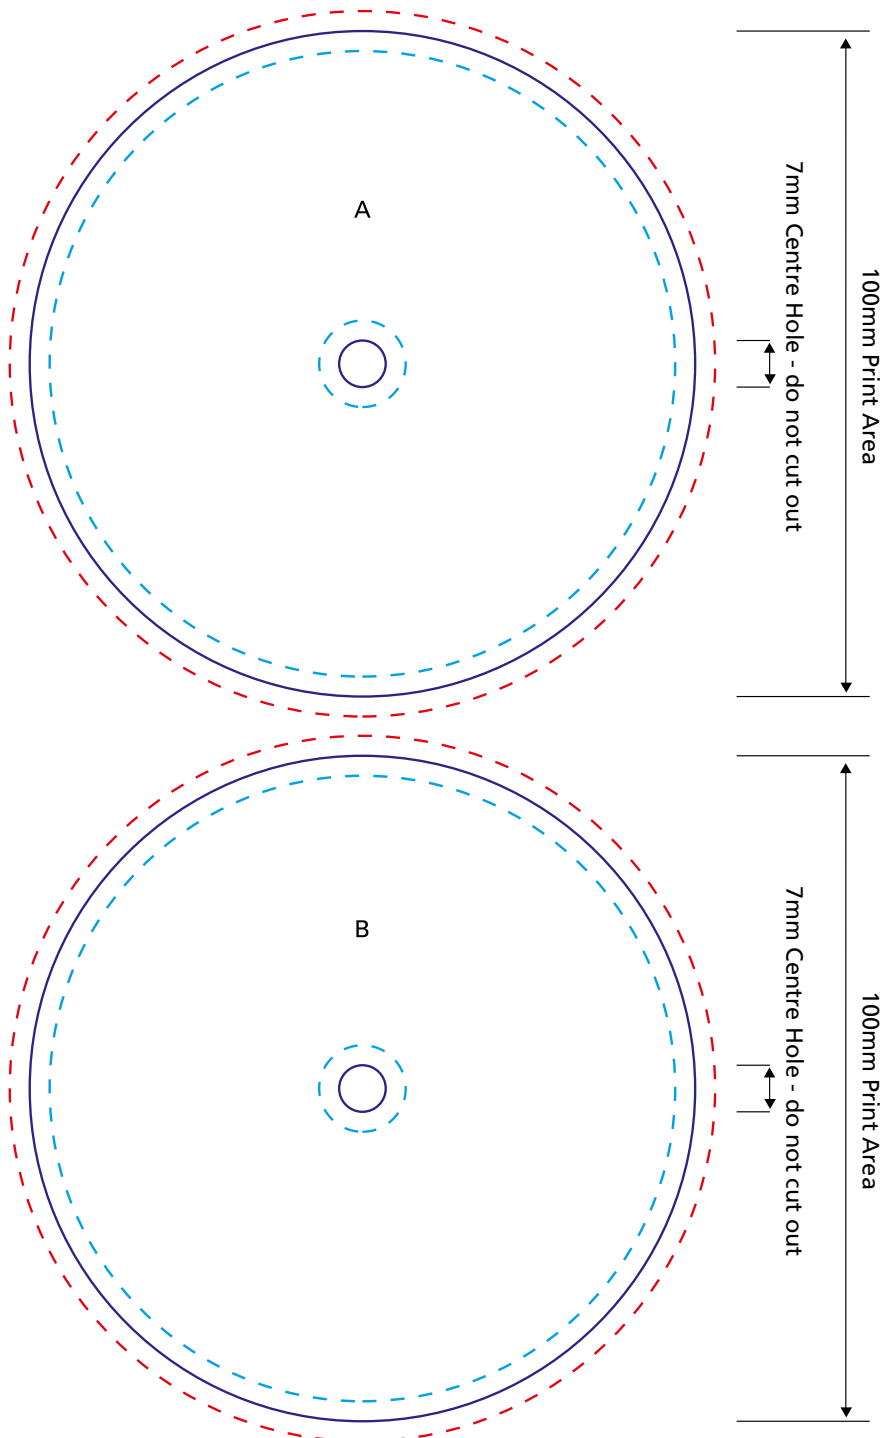 A
7mm Centre Hole - do not cut out
100mm Print Area
B
7mm Centre Hole - do not cut out
100mm Print Area